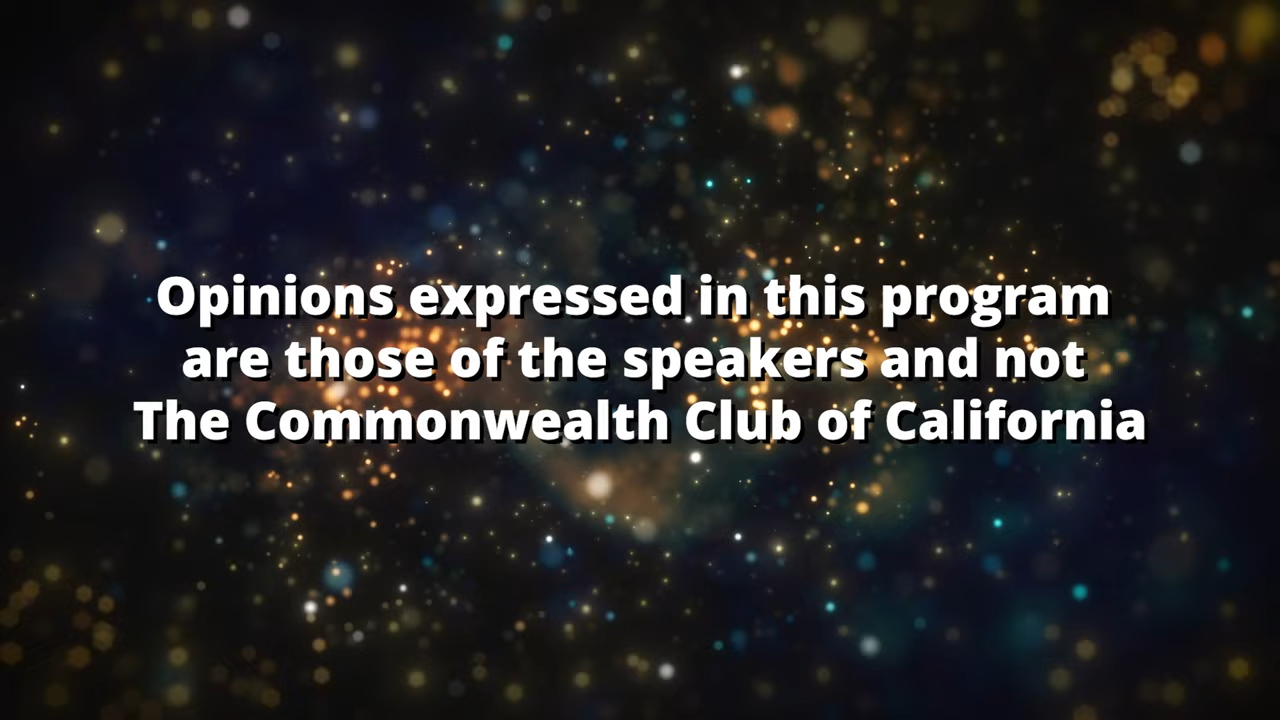 Opinions expressed in this program
are those of the speakers and not
The Commonwealth Club of California